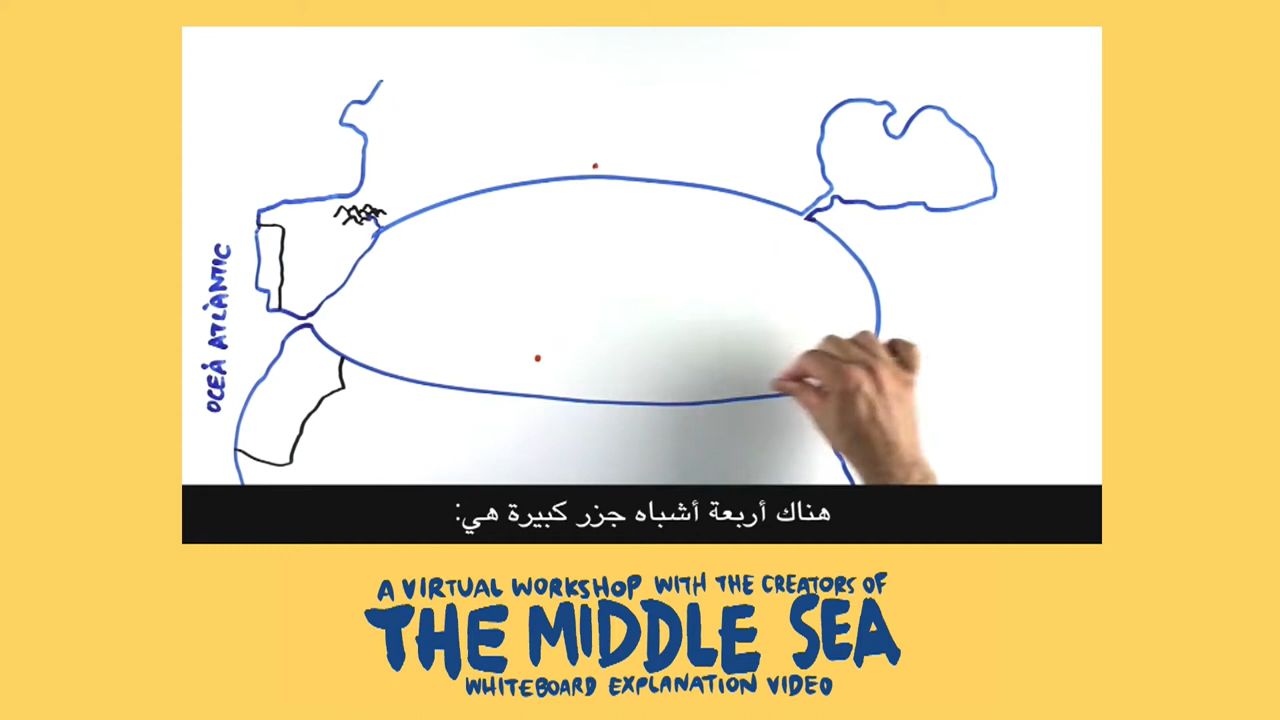 OCEÀ ATLÀNTIC
هناك أربعة أشباه جزر كبيرة هي:
A VIRTUAL WORKSHOP WITH THE CREATORS OF
THE MIDDLE SEA
WHITEBOARD EXPLANATION VIDEO